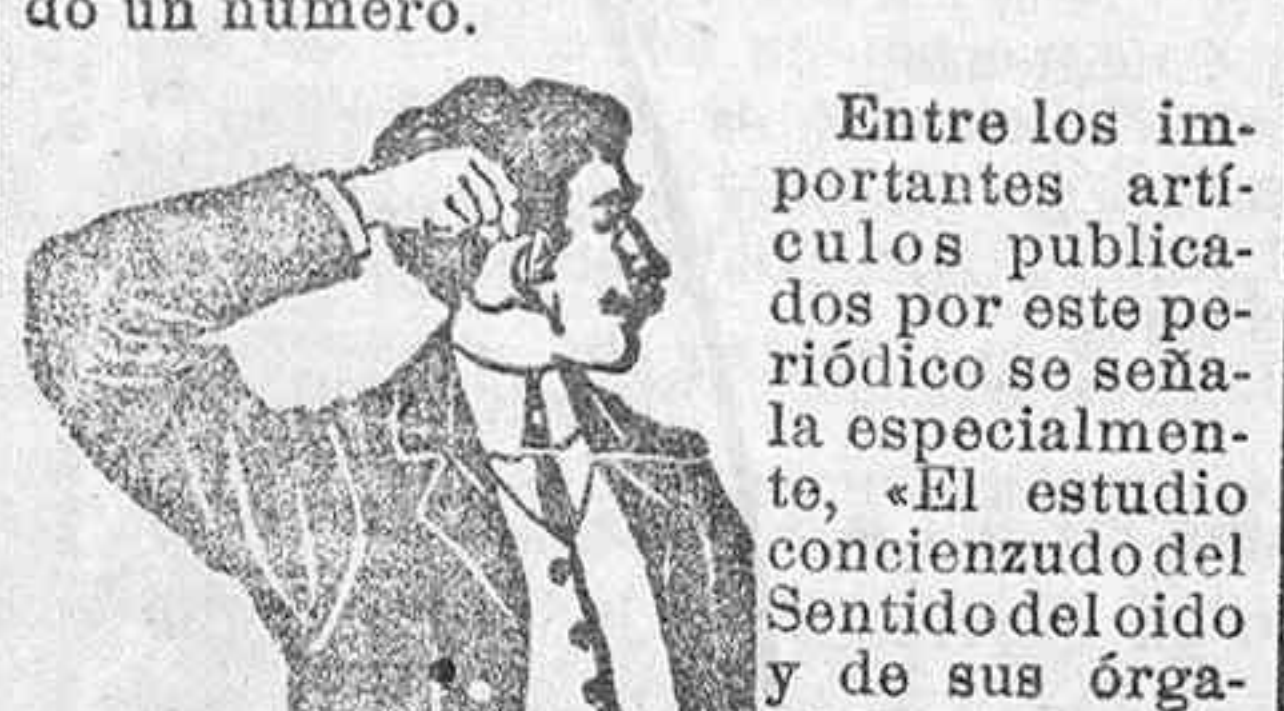 do un número.
Entre los im-
portantes artí-
culos publica-
dos por este pe-
riódico se seña-
la especialmen-
te, «El estudio
concienzudo del
Sentido del oido
y de sus órga-